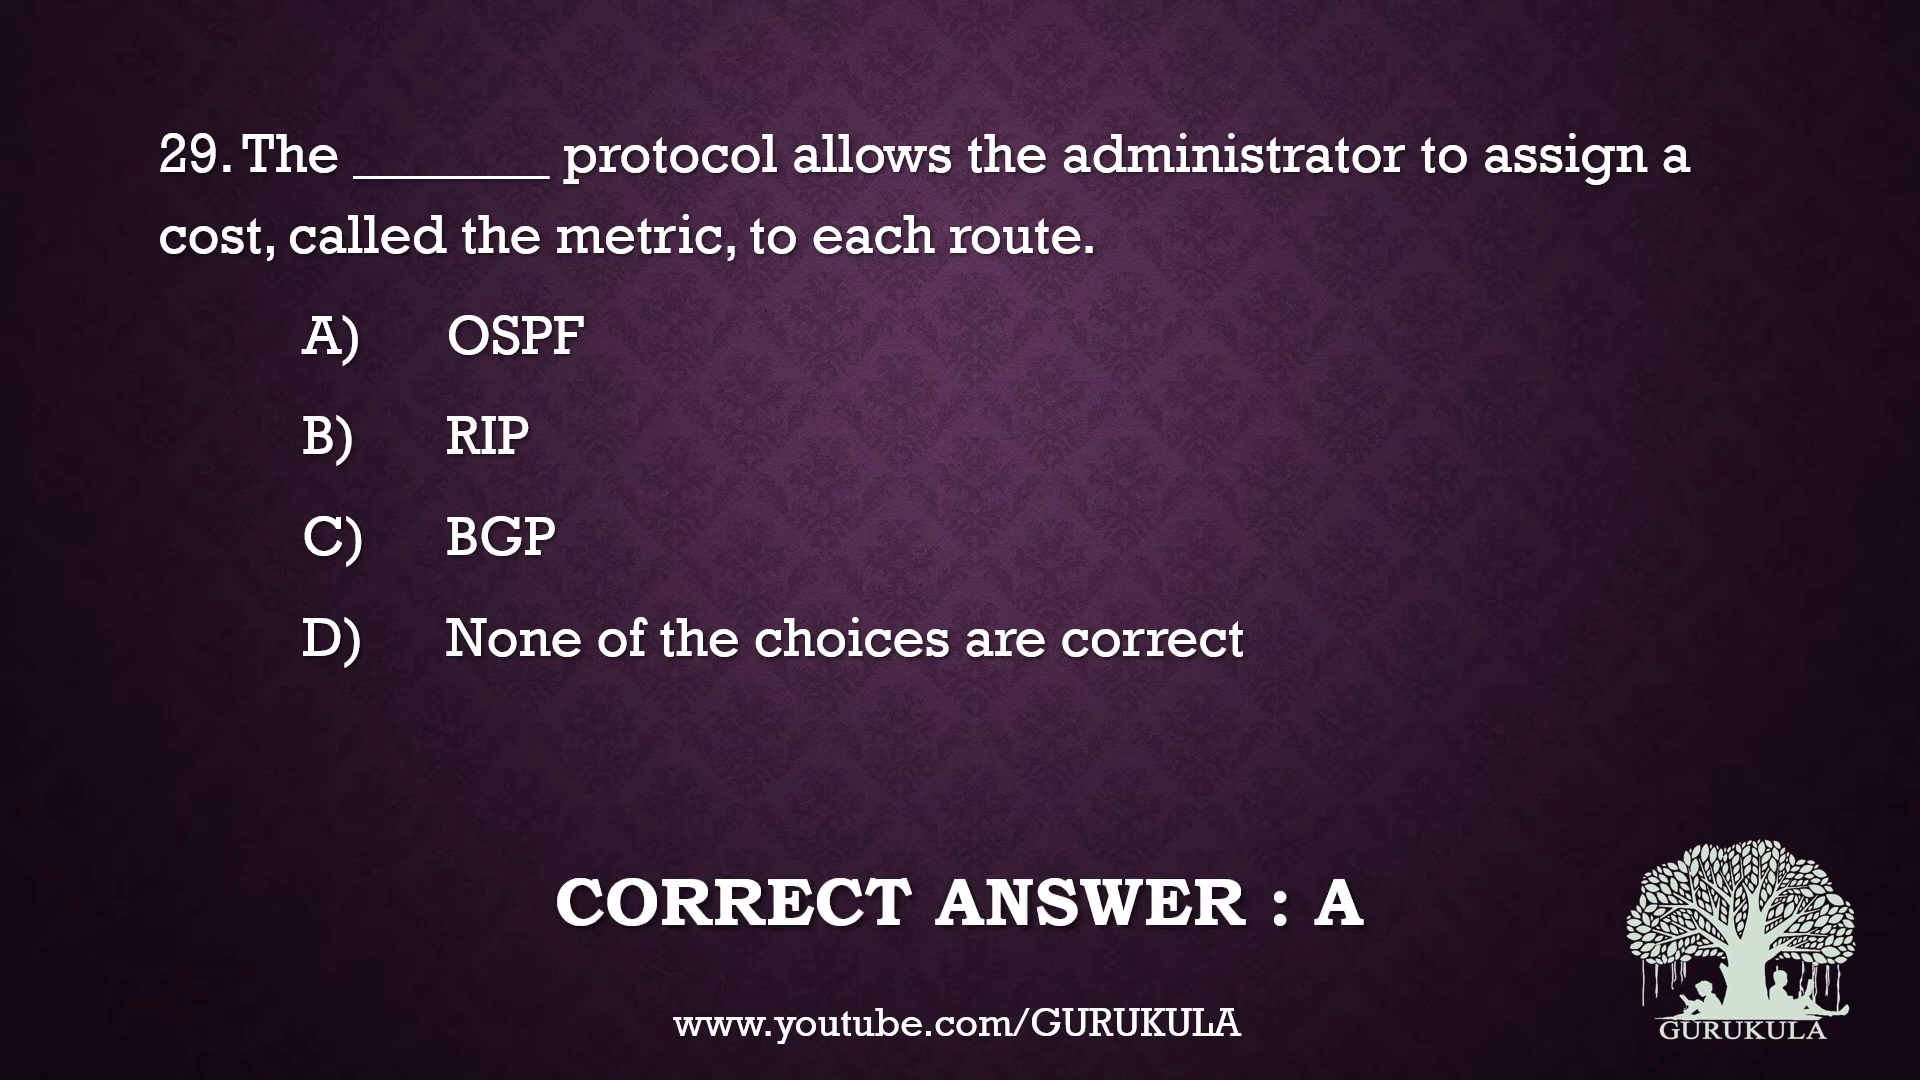 29. The ________ protocol allows the administrator to assign a
cost, called the metric, to each route.
A) OSPF
B) RIP
C) BGP
D) None of the choices are correct
CORRECT ANSWER : A
www.youtube.com/GURUKULA
GURUKULA